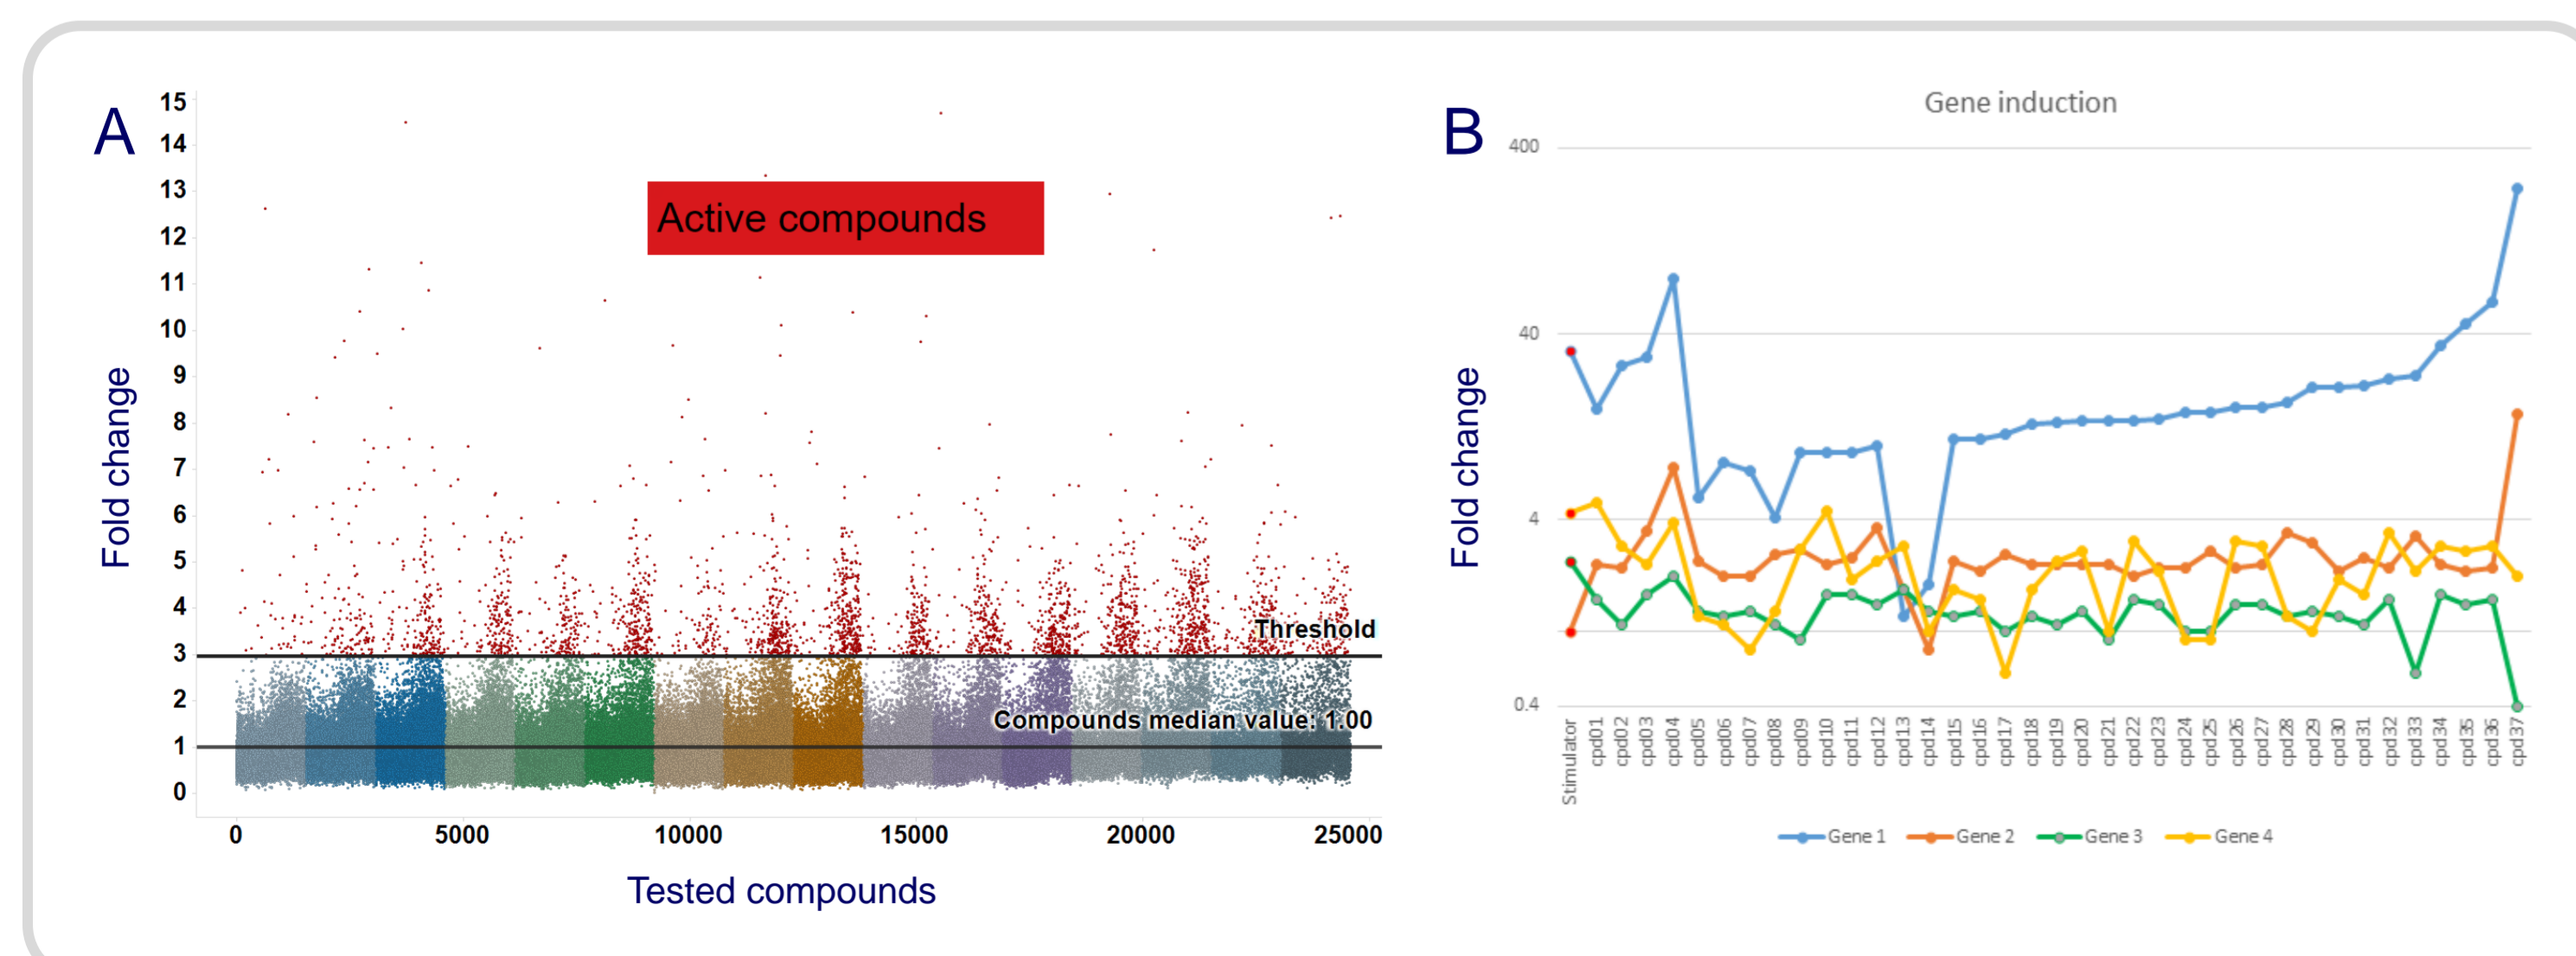 A
Fold change
15
14
13
12
11
10
9
8
7
6
5
4
3
2
1
0
Active compounds
Threshold
Compounds median value: 1.00
0 5000 10000 15000 20000 25000
Tested compounds
B
Gene induction
Fold change
400
40
4
0.4
Stimulator
cpd01
cpd02
cpd03
cpd04
cpd05
cpd06
cpd07
cpd08
cpd09
cpd10
cpd11
cpd12
cpd13
cpd14
cpd15
cpd16
cpd17
cpd18
cpd19
cpd20
cpd21
cpd22
cpd23
cpd24
cpd25
cpd26
cpd27
cpd28
cpd29
cpd30
cpd31
cpd32
cpd33
cpd34
cpd35
cpd36
cpd37
Gene 1 Gene 2 Gene 3 Gene 4